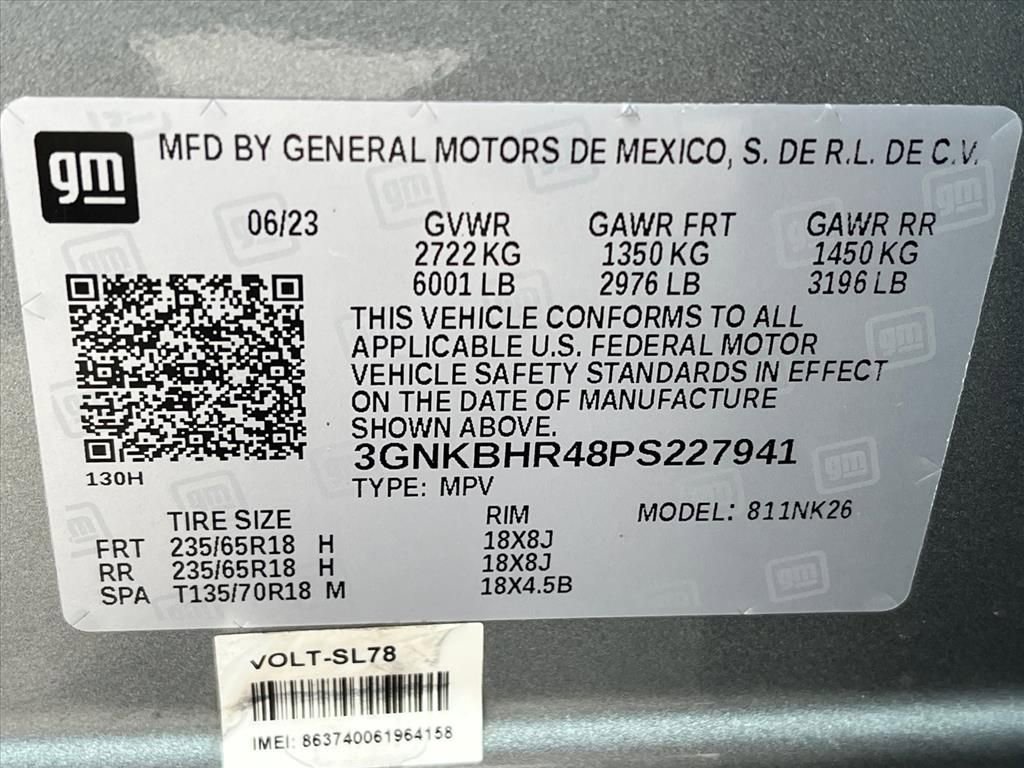 gm
MFD BY GENERAL MOTORS DE MEXICO, S. DE R.L. DE C.V.
06/23 GVWR GAWR FRT GAWR RR
2722 KG 1350 KG 1450 KG
6001 LB 2976 LB 3196 LB
THIS VEHICLE CONFORMS TO ALL
APPLICABLE U.S. FEDERAL MOTOR
VEHICLE SAFETY STANDARDS IN EFFECT
ON THE DATE OF MANUFACTURE
SHOWN ABOVE.
3GNKBHR48PS227941
130H
TYPE: MPV
TIRE SIZE RIM MODEL: 811NK26
FRT 235/65R18 H 18X8J
RR 235/65R18 H 18X8J
SPA T135/70R18 M 18X4.5B
VOLT-SL78
IMEI: 863740061964158